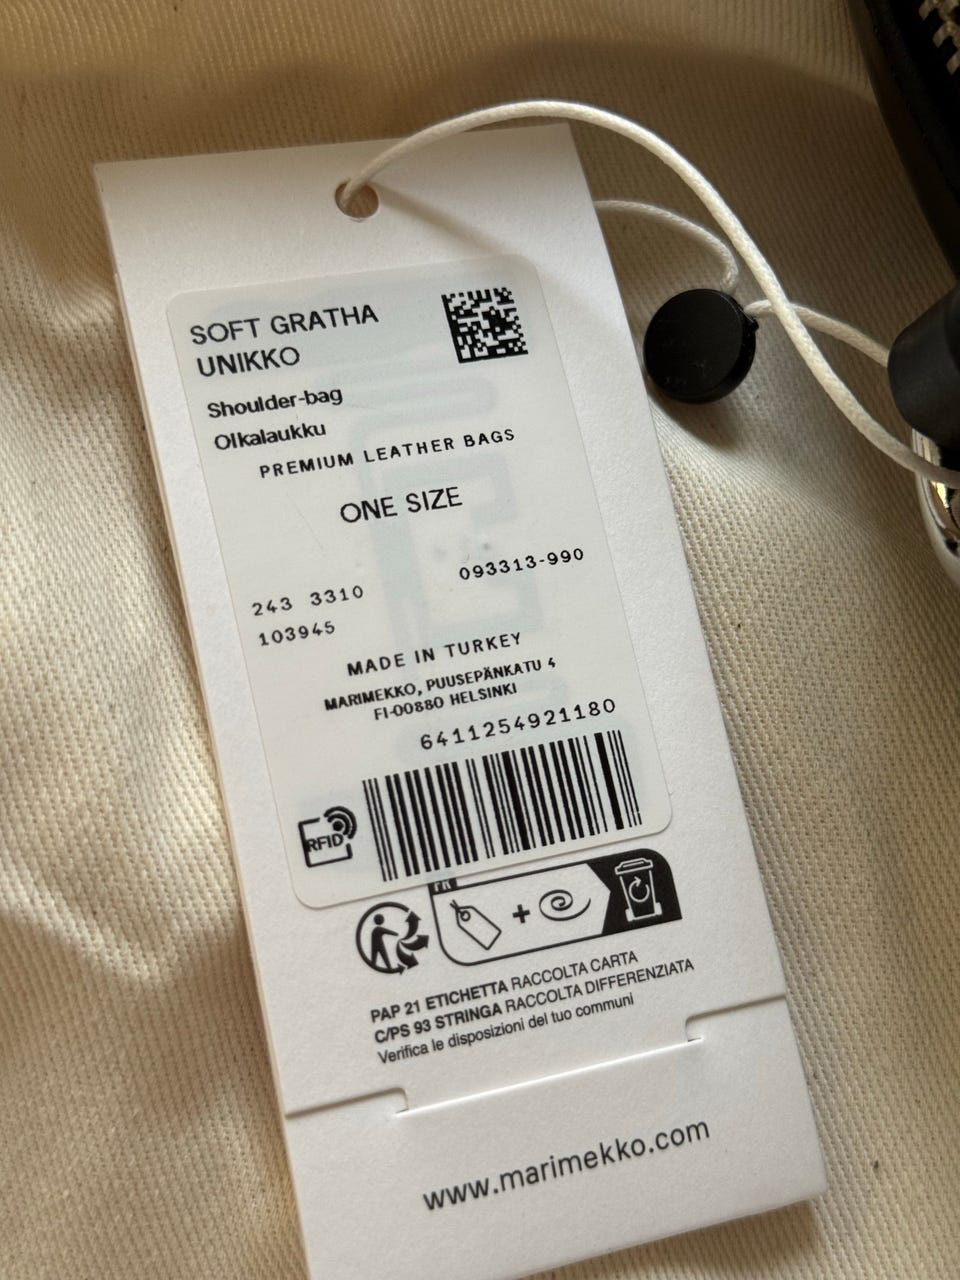 SOFT GRATHA
UNIKKO
Shoulder-bag
Olkalaukku
PREMIUM LEATHER BAGS
ONE SIZE
093313-990
243 3310
103945
MADE IN TURKEY
MARIMEKKO, PUUSEPÄNKATU 4
FI-00880 HELSINKI
6411254921180
RFID
FR
+
PAP 21 ETICHETTA RACCOLTA CARTA
C/PS 93 STRINGA RACCOLTA DIFFERENZIATA
Verifica le disposizioni del tuo communi
www.marimekko.com